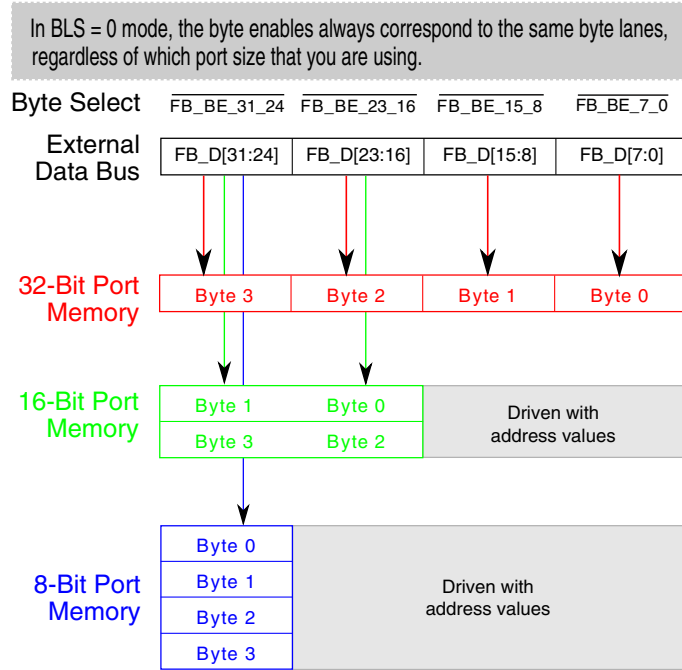 In BLS = 0 mode, the byte enables always correspond to the same byte lanes,
regardless of which port size that you are using.
Byte Select FB_BE_31_24 FB_BE_23_16 FB_BE_15_8 FB_BE_7_0
External
Data Bus
FB_D[31:24] FB_D[23:16] FB_D[15:8] FB_D[7:0]
32-Bit Port
Memory
Byte 3 Byte 2 Byte 1 Byte 0
16-Bit Port
Memory
Byte 1 Byte 0
Byte 3 Byte 2
Driven with
address values
8-Bit Port
Memory
Byte 0
Byte 1
Byte 2
Byte 3
Driven with
address values